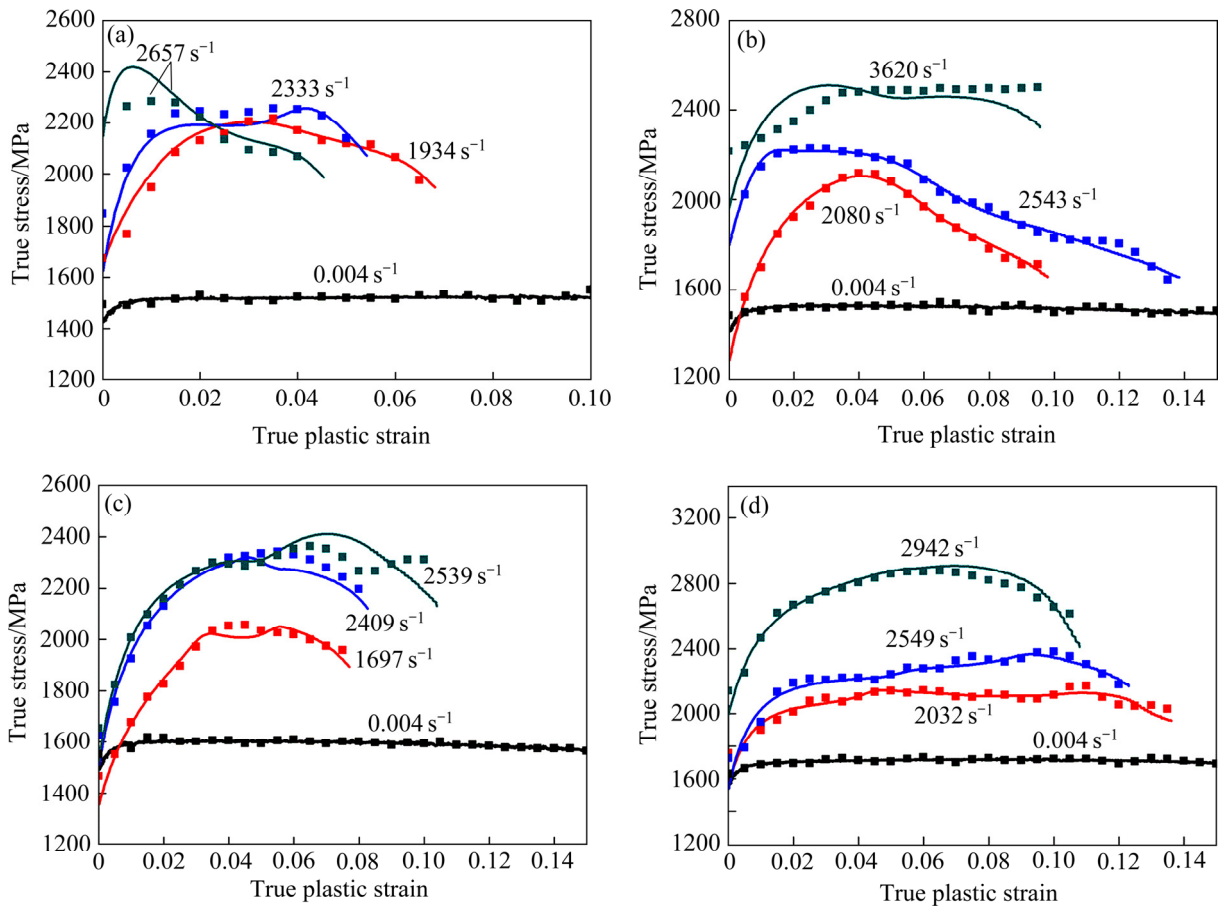 (a)
2600
2400
2200
2000
1800
1600
1400
1200
True stress/MPa
2657 s⁻¹
2333 s⁻¹
1934 s⁻¹
0.004 s⁻¹
0 0.02 0.04 0.06 0.08 0.10
True plastic strain
(b)
2800
2400
2000
1600
1200
True stress/MPa
3620 s⁻¹
2543 s⁻¹
2080 s⁻¹
0.004 s⁻¹
0 0.02 0.04 0.06 0.08 0.10 0.12 0.14
True plastic strain
(c)
2600
2400
2200
2000
1800
1600
1400
1200
True stress/MPa
2539 s⁻¹
2409 s⁻¹
1697 s⁻¹
0.004 s⁻¹
0 0.02 0.04 0.06 0.08 0.10 0.12 0.14
True plastic strain
(d)
3200
2800
2400
2000
1600
1200
True stress/MPa
2942 s⁻¹
2549 s⁻¹
2032 s⁻¹
0.004 s⁻¹
0 0.02 0.04 0.06 0.08 0.10 0.12 0.14
True plastic strain